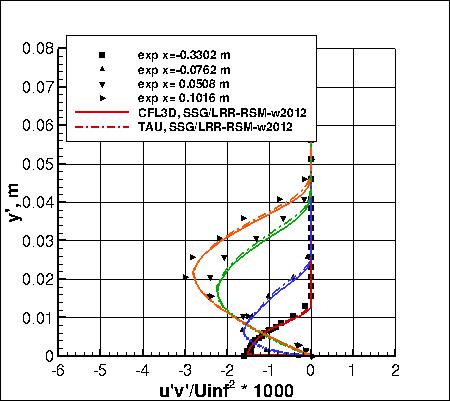 0.08
exp x=-0.3302 m
exp x=-0.0762 m
exp x= 0.0508 m
exp x= 0.1016 m
CFL3D, SSG/LRR-RSM-w2012
TAU, SSG/LRR-RSM-w2012
0.07
0.06
0.05
0.04
0.03
0.02
0.01
0
y', m
-6 -5 -4 -3 -2 -1 0 1 2
u'v'/Uinf² * 1000